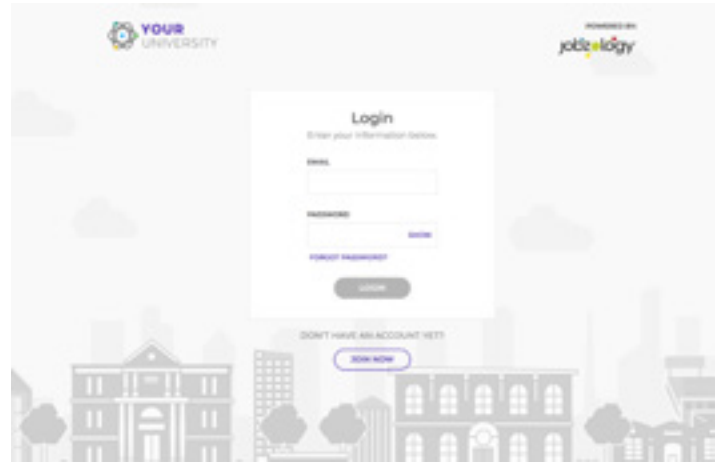 YOUR
UNIVERSITY
POWERED BY
jobzology
Login
Enter your information below.
EMAIL
PASSWORD
SHOW
FORGOT PASSWORD?
LOGIN
DON'T HAVE AN ACCOUNT YET?
JOIN NOW